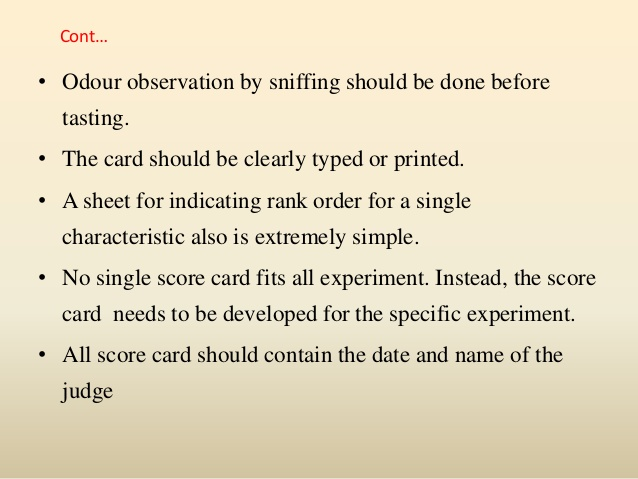 Cont…
• Odour observation by sniffing should be done before
tasting.
• The card should be clearly typed or printed.
• A sheet for indicating rank order for a single
characteristic also is extremely simple.
• No single score card fits all experiment. Instead, the score
card  needs to be developed for the specific experiment.
• All score card should contain the date and name of the
judge